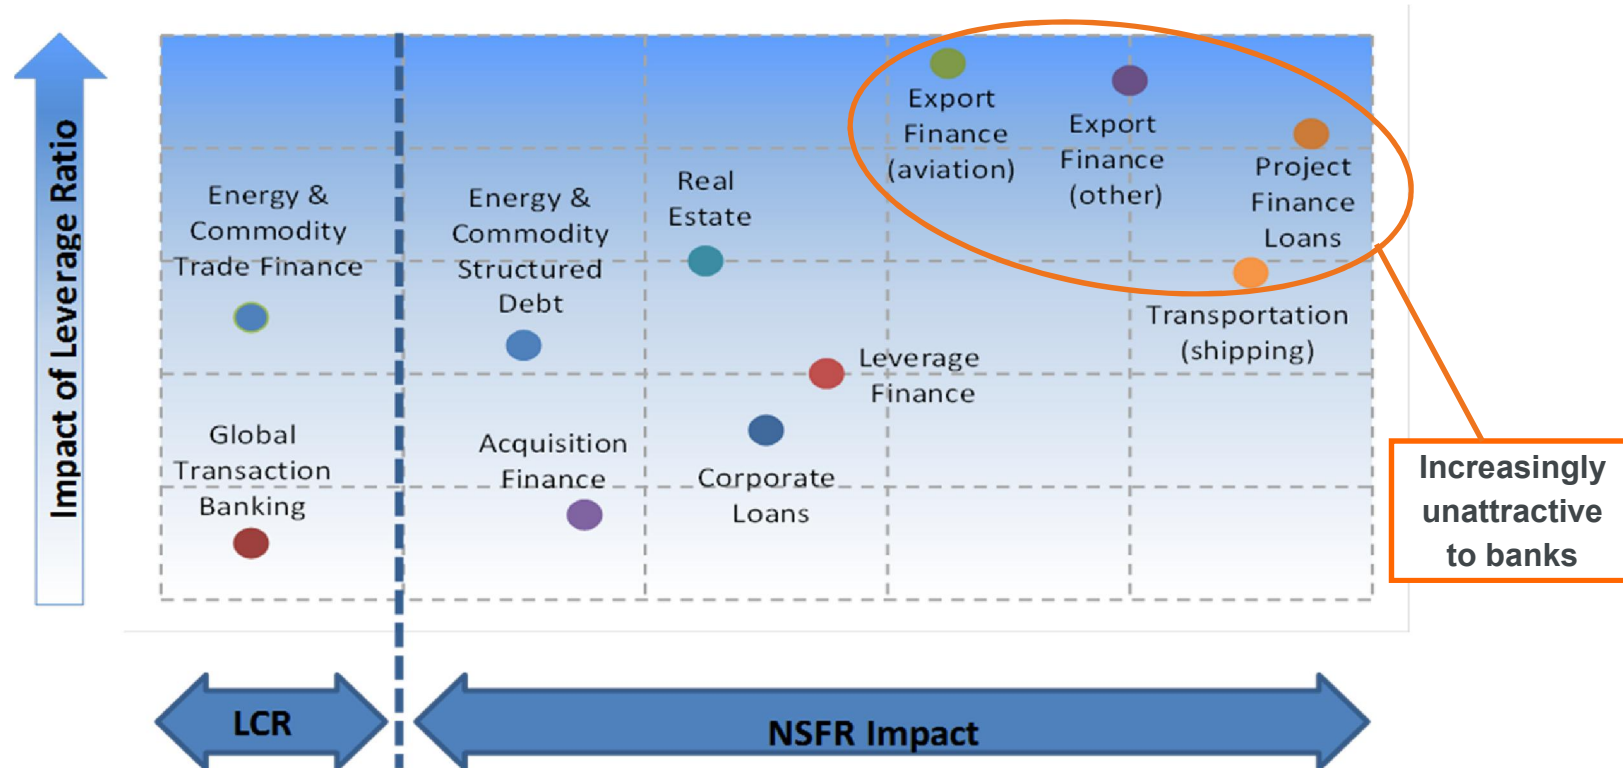 Impact of Leverage Ratio
Energy &
Commodity
Trade Finance
Global
Transaction
Banking
Energy &
Commodity
Structured
Debt
Acquisition
Finance
Real
Estate
Corporate
Loans
Leverage
Finance
Export
Finance
(aviation)
Export
Finance
(other)
Project
Finance
Loans
Transportation
(shipping)
Increasingly
unattractive
to banks
LCR
NSFR Impact